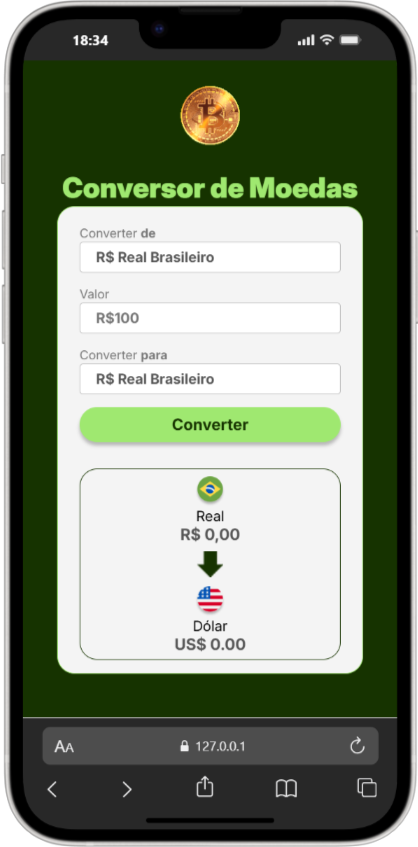 18:34
Conversor de Moedas
Converter de
R$ Real Brasileiro
Valor
R$100
Converter para
R$ Real Brasileiro
Converter
Real
R$ 0,00
Dólar
US$ 0.00
AA 127.0.0.1